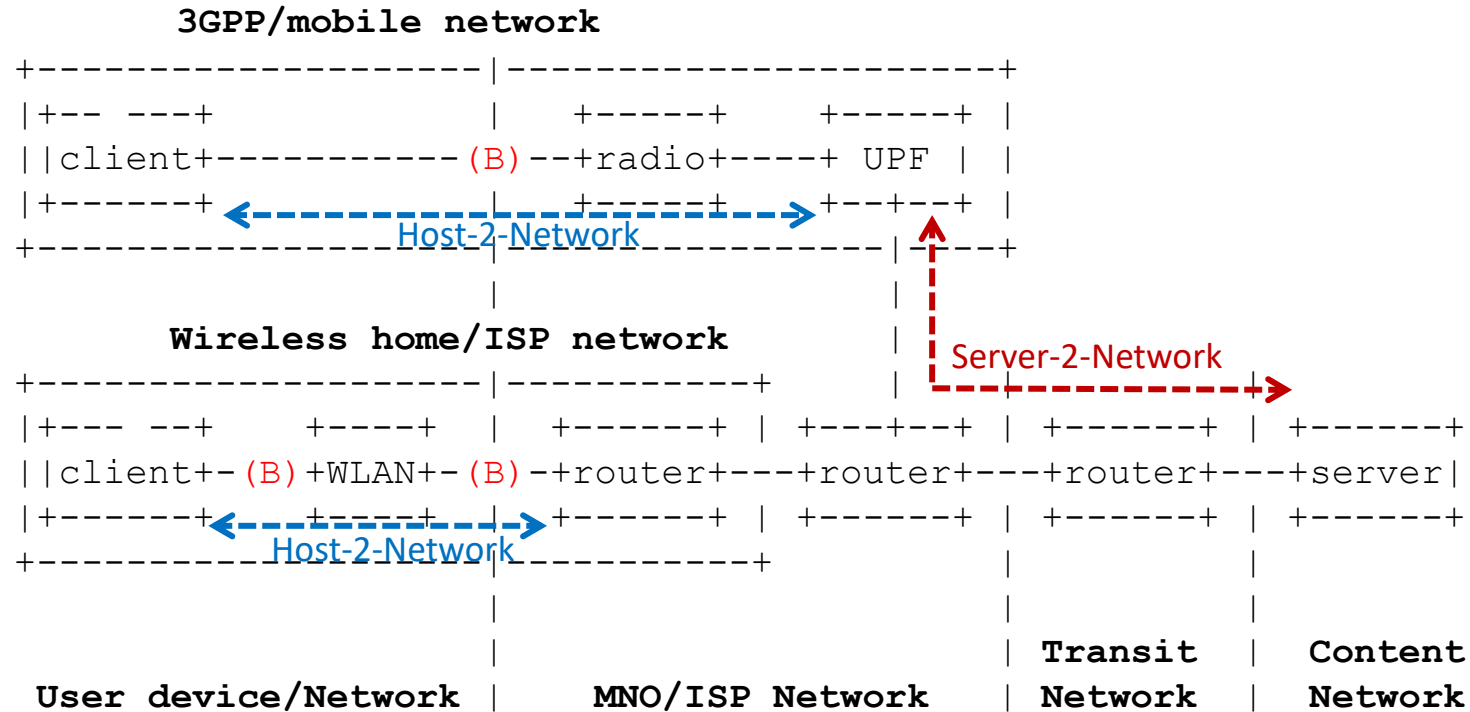 3GPP/mobile network
+---------------------|----------------------+
|+-- ---+             |   +-----+    +-----+ |
||client+-----------(B)--+radio+----+ UPF | |
|+------+             |   +-----+    +--+--+ |
Host-2-Network
+---------------------|------------------|----+
|                  |
Wireless home/ISP network       |
Server-2-Network
+---------------------|-----------+     |    |           |
|+--- --+    +----+  |  +------+ | +---+--+ | +------+ | +------+
||client+-(B)+WLAN+-(B)-+router+---+router+---+router+---+server|
|+------+    +----+  |  +------+ | +------+ | +------+ | +------+
Host-2-Network
+---------------------|-----------+          |          |
|                      |          |
|                      | Transit  |  Content
User device/Network |    MNO/ISP Network   | Network  |  Network